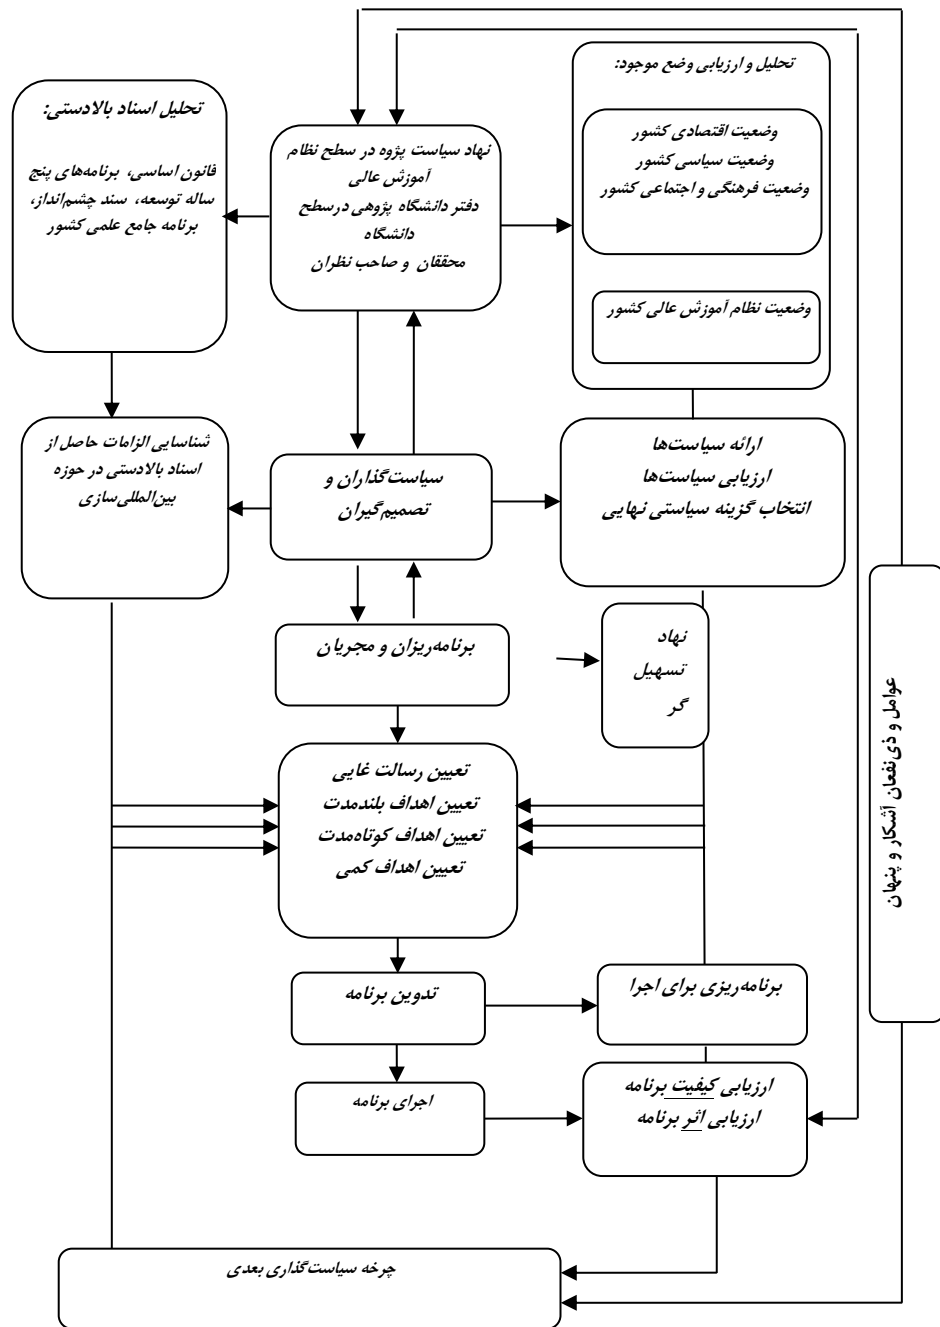 تحلیل و ارزیابی وضع موجود:
وضعیت اقتصادی کشور
وضعیت سیاسی کشور
وضعیت فرهنگی و اجتماعی کشور
وضعیت نظام آموزش عالی کشور
نهاد سیاست پژوه در سطح نظام
آموزش عالی
دفتر دانشگاه پژوهی درسطح
دانشگاه
محققان و صاحب نظران
تحلیل اسناد بالادستی:
قانون اساسی، برنامه‌های پنج
ساله توسعه، سند چشم‌انداز،
برنامه جامع علمی کشور
ارائه سیاست‌ها
ارزیابی سیاست‌ها
انتخاب گزینه سیاستی نهایی
سیاست‌گذاران و
تصمیم‌گیران
شناسایی الزامات حاصل از
اسناد بالادستی در حوزه
بین‌المللی‌سازی
نهاد
تسهیل
گر
برنامه‌ریزان و مجریان
عوامل و ذی‌نفعان آشکار و پنهان
تعیین رسالت غایی
تعیین اهداف بلندمدت
تعیین اهداف کوتاه‌مدت
تعیین اهداف کمی
برنامه‌ریزی برای اجرا
تدوین برنامه
ارزیابی کیفیت برنامه
ارزیابی اثر برنامه
اجرای برنامه
چرخه سیاست‌گذاری بعدی